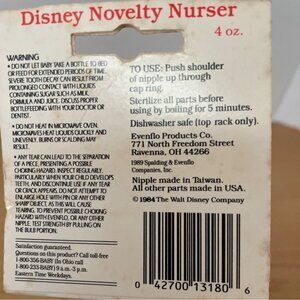 Disney Novelty Nurser
4 oz.
WARNING
• DO NOT LET BABY TAKE A BOTTLE TO BED
OR FEED FOR EXTENDED PERIODS OF TIME.
SEVERE TOOTH DECAY CAN RESULT FROM
PROLONGED CONTACT WITH LIQUIDS
CONTAINING SUGAR SUCH AS MILK,
FORMULA AND JUICE. DISCUSS PROPER
BOTTLEFEEDING WITH YOUR DOCTOR OR
DENTIST.
• DO NOT HEAT IN MICROWAVE OVEN.
MICROWAVES HEAT LIQUIDS QUICKLY AND
UNEVENLY. BURNS OR SCALDING MAY
RESULT.
• ANY TEAR CAN LEAD TO THE SEPARATION
OF A PIECE, PRESENTING A POSSIBLE
CHOKING HAZARD. INSPECT REGULARLY,
PARTICULARLY WHEN YOUR CHILD DEVELOPS
TEETH, AND DISCONTINUE USE IF ANY TEAR
OR CRACK APPEARS. DO NOT ATTEMPT TO
ENLARGE HOLE WITH PIN OR ANY OTHER
SHARP OBJECT, AS THIS WILL CAUSE
TEARING. TO PREVENT POSSIBLE CHOKING
HAZARD WITH EVENFLO, OR ANY OTHER
NIPPLE, TEST STRENGTH BY PULLING ON
THE BULB PORTION.
Satisfaction guaranteed.
Questions on this product? Call toll-free
1-800-356-BABY (In Ohio call
1-800-233-BABY) 9 a.m.-3 p.m.
Eastern Time Weekdays.
TO USE: Push shoulder
of nipple up through
cap ring.
Sterilize all parts before
using by boiling for 5 minutes.
Dishwasher safe (top rack only).
Evenflo Products Co.
771 North Freedom Street
Ravenna, OH 44266
1989 Spalding & Evenflo
Companies, Inc.
Nipple made in Taiwan.
All other parts made in USA.
© 1984 The Walt Disney Company
0 42700 13180 6